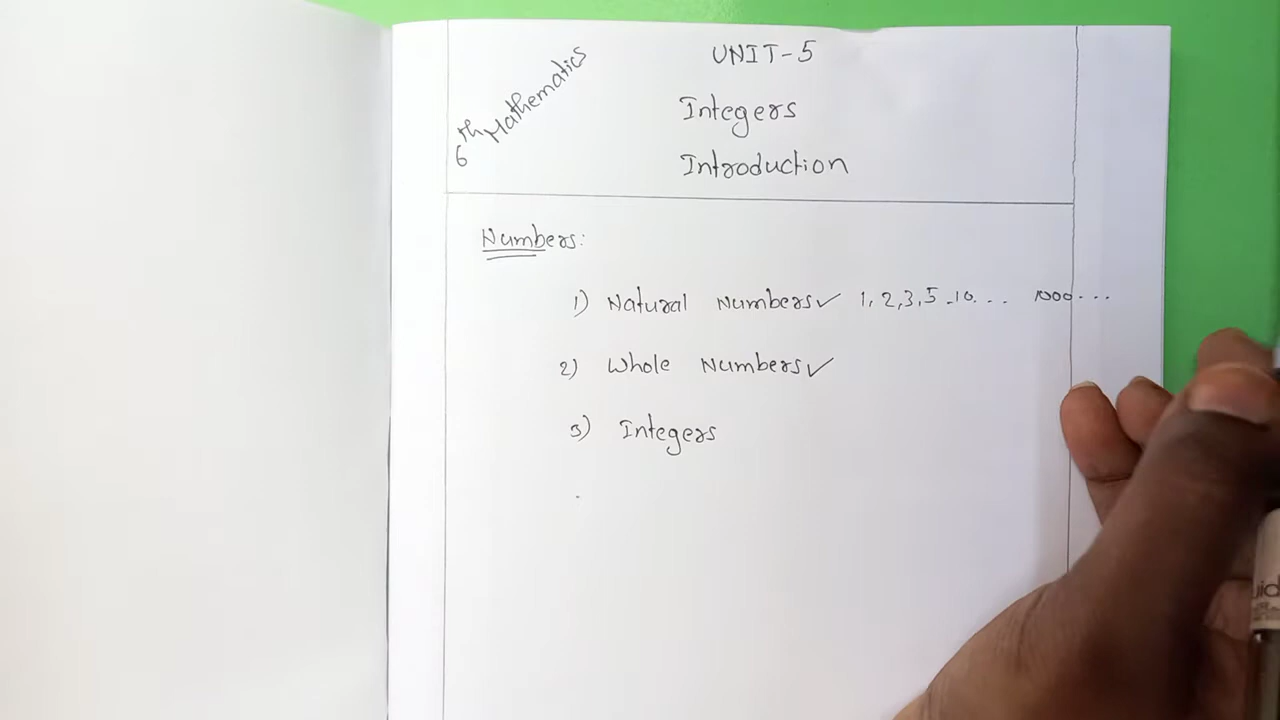 6th Mathematics
UNIT-5
Integers
Introduction
Numbers:
1) Natural Numbers✓ 1, 2,3,5 -10... 1000...
2) Whole Numbers✓
3) Integers